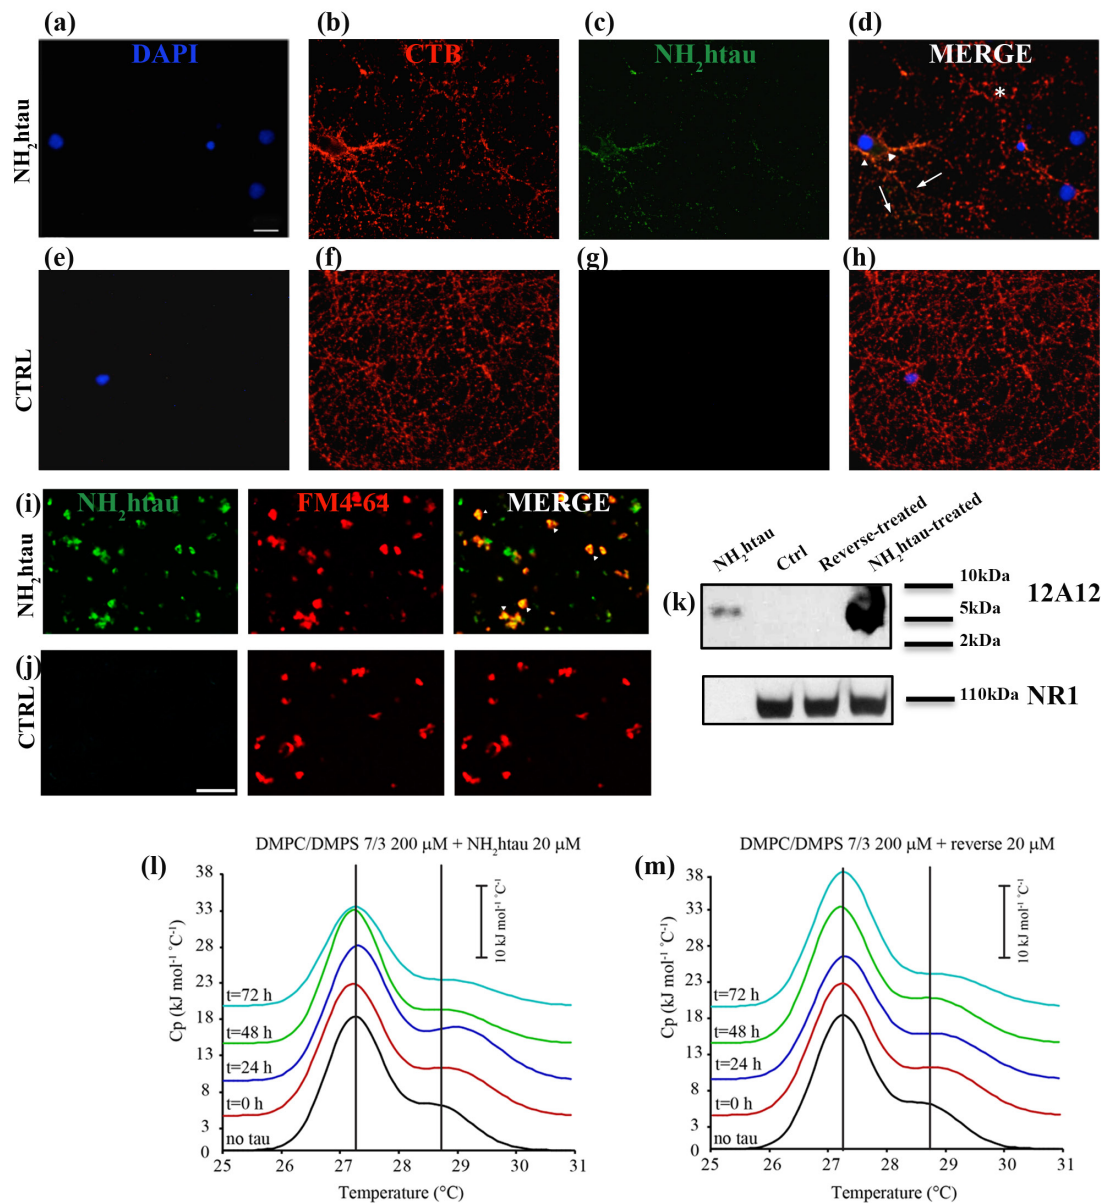 (a) (b) (c) (d)
DAPI CTB NH₂htau MERGE
NH₂htau
*
(e) (f) (g) (h)
CTRL
(i) NH₂htau FM4-64 MERGE
NH₂htau
(j)
CTRL
NH₂htau Ctrl Reverse-treated NH₂htau-treated
(k)
10kDa
12A12
5kDa
2kDa
110kDa NR1
(l)
DMPC/DMPS 7/3 200 µM + NH₂htau 20 µM
Cp (kJ mol⁻¹ °C⁻¹)
38
33
23
18
13
8
3
0
10 kJ mol⁻¹ °C⁻¹
t=72 h
t=48 h
t=24 h
t=0 h
no tau
25 26 27 28 29 30 31
Temperature (°C)
(m)
DMPC/DMPS 7/3 200 µM + reverse 20 µM
Cp (kJ mol⁻¹ °C⁻¹)
38
33
23
18
13
8
3
0
10 kJ mol⁻¹ °C⁻¹
t=72 h
t=48 h
t=24 h
t=0 h
no tau
25 26 27 28 29 30 31
Temperature (°C)